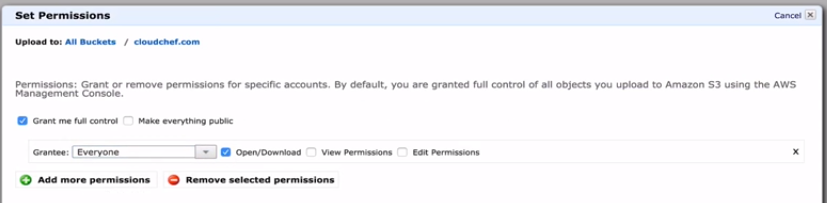 Set Permissions
Cancel X
Upload to: All Buckets / cloudchef.com
Permissions: Grant or remove permissions for specific accounts. By default, you are granted full control of all objects you upload to Amazon S3 using the AWS
Management Console.
Grant me full control Make everything public
Grantee: Everyone Open/Download View Permissions Edit Permissions x
Add more permissions Remove selected permissions